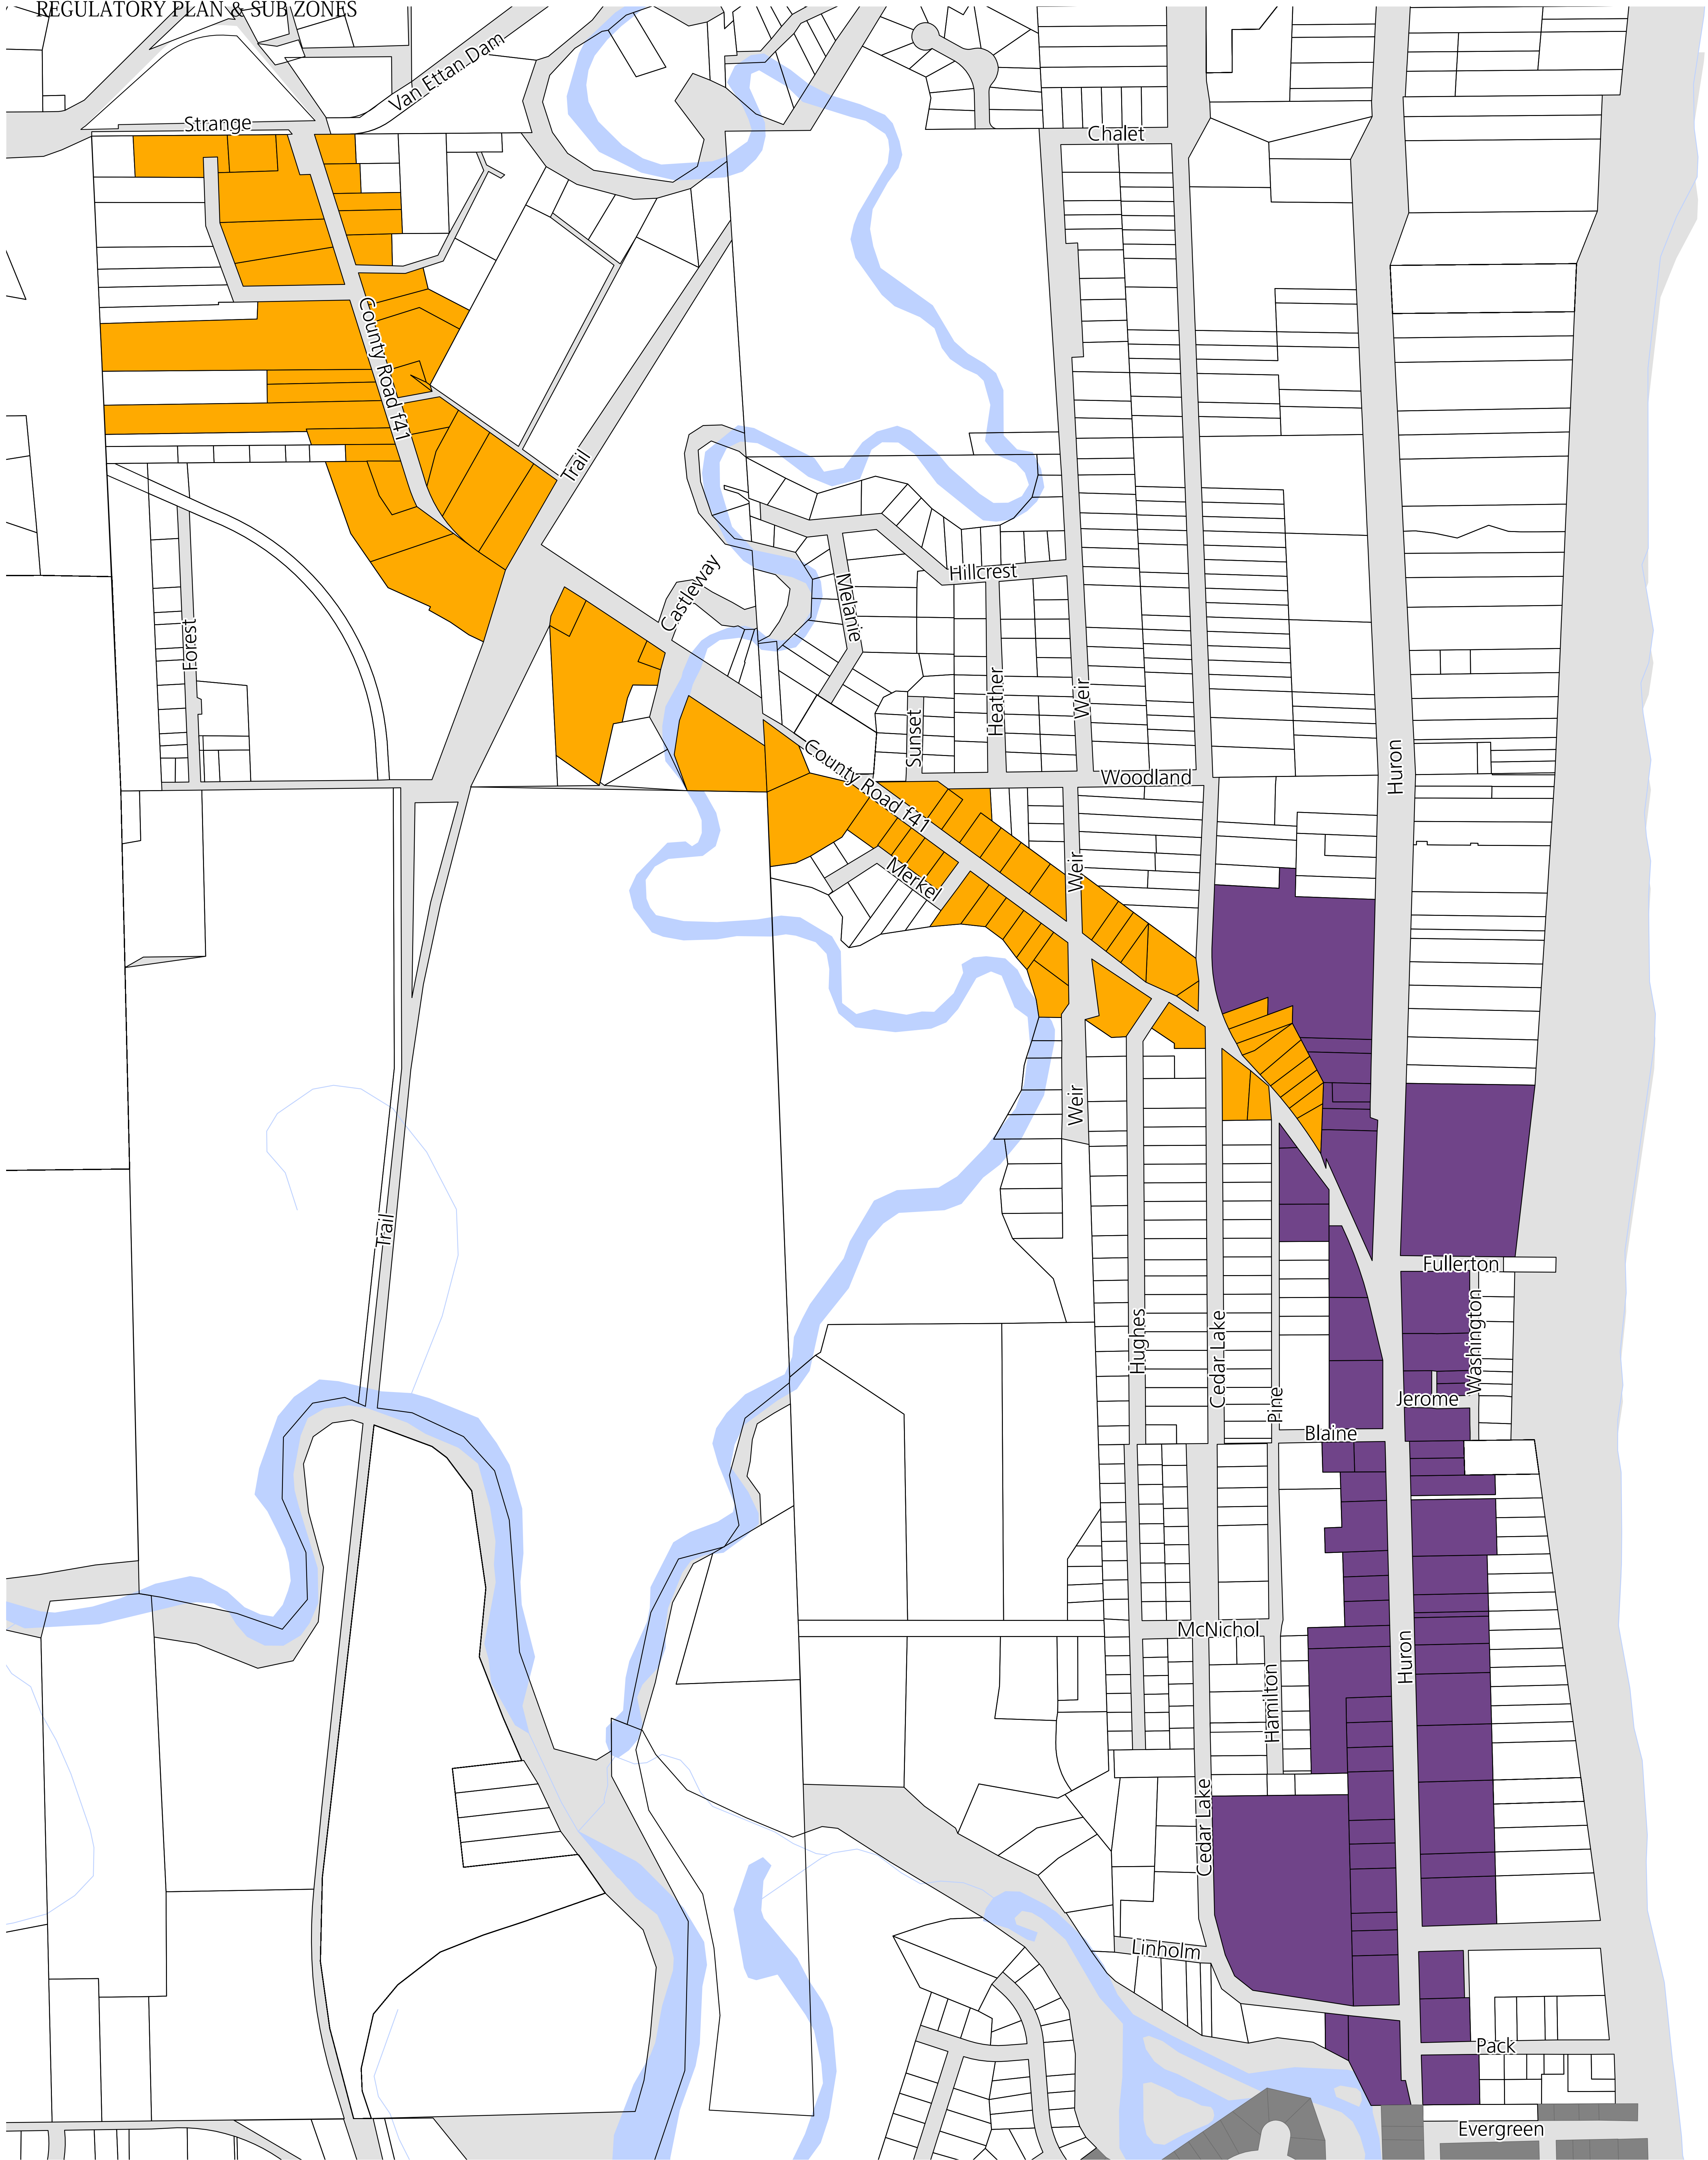 REGULATORY PLAN & SUB ZONES
Van Ettan Dam
Strange
Chalet
County Road f41
Trail
Castleway
Hillcrest
Melanie
Forest
Heather
Weir
Sunset
Huron
Woodland
County Road f41
Weir
Merkel
Weir
Trail
Fullerton
Washington
Hughes
Cedar Lake
Pine
Jerome
Blaine
McNichol
Huron
Hamilton
Cedar Lake
Linholm
Pack
Evergreen